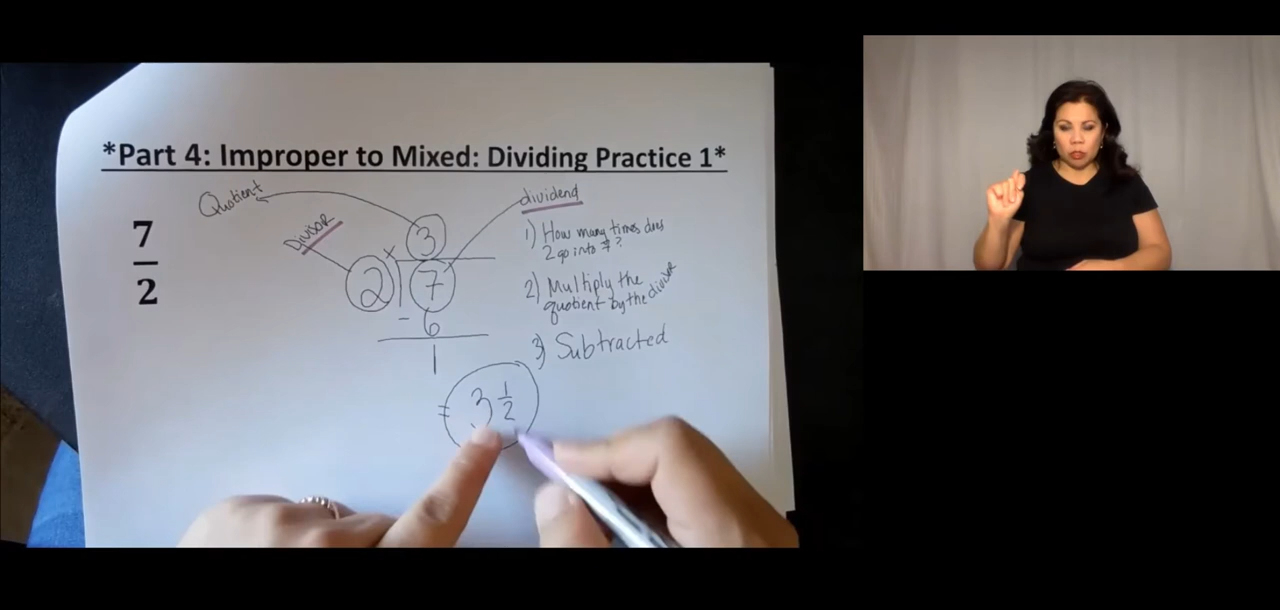 *Part 4: Improper to Mixed: Dividing Practice 1*
Quotient
dividend
Divisor
7
2
3
×
2
7
- 6
1
= 3 1/2
1) How many times does
2 go into 7?
2) Multiply the
quotient by the divisor
3) Subtracted